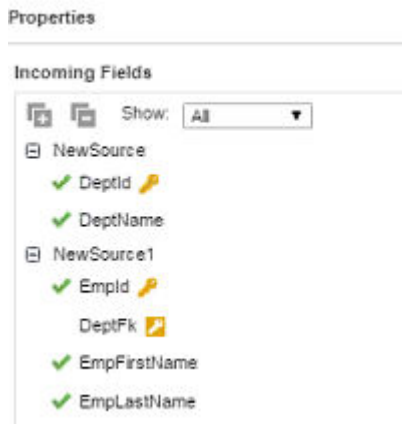 Properties
Incoming Fields
Show: All
NewSource
DeptId
DeptName
NewSource1
EmpId
DeptFk
EmpFirstName
EmpLastName